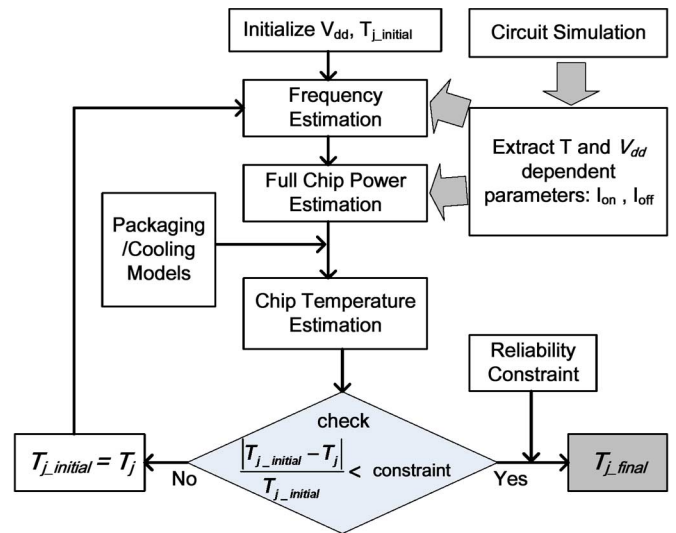 Initialize V_dd, T_j_initial
Circuit Simulation
Frequency
Estimation
Extract T and V_dd
dependent
parameters: I_on , I_off
Full Chip Power
Estimation
Packaging
/Cooling
Models
Chip Temperature
Estimation
Reliability
Constraint
check
|T_j_initial − T_j|
T_j_initial
< constraint
No
Yes
T_j_initial = T_j
T_j_final